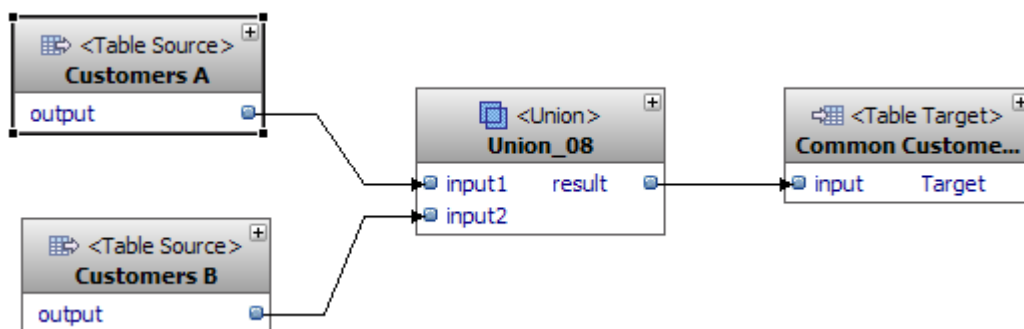 <Table Source>
Customers A
output
<Union>
Union_08
input1 result
input2
<Table Target>
Common Custome...
input Target
<Table Source>
Customers B
output